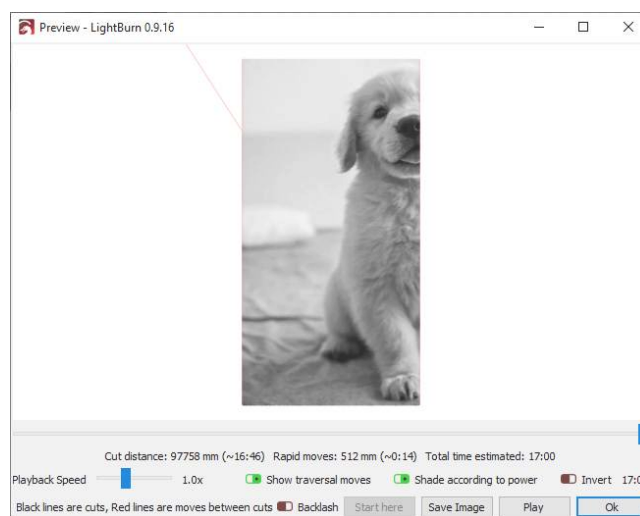 Preview - LightBurn 0.9.16
Cut distance: 97758 mm (~16:46) Rapid moves: 512 mm (~0:14) Total time estimated: 17:00
Playback Speed 1.0x Show traversal moves Shade according to power Invert 17:0
Black lines are cuts, Red lines are moves between cuts Backlash Start here Save Image Play Ok